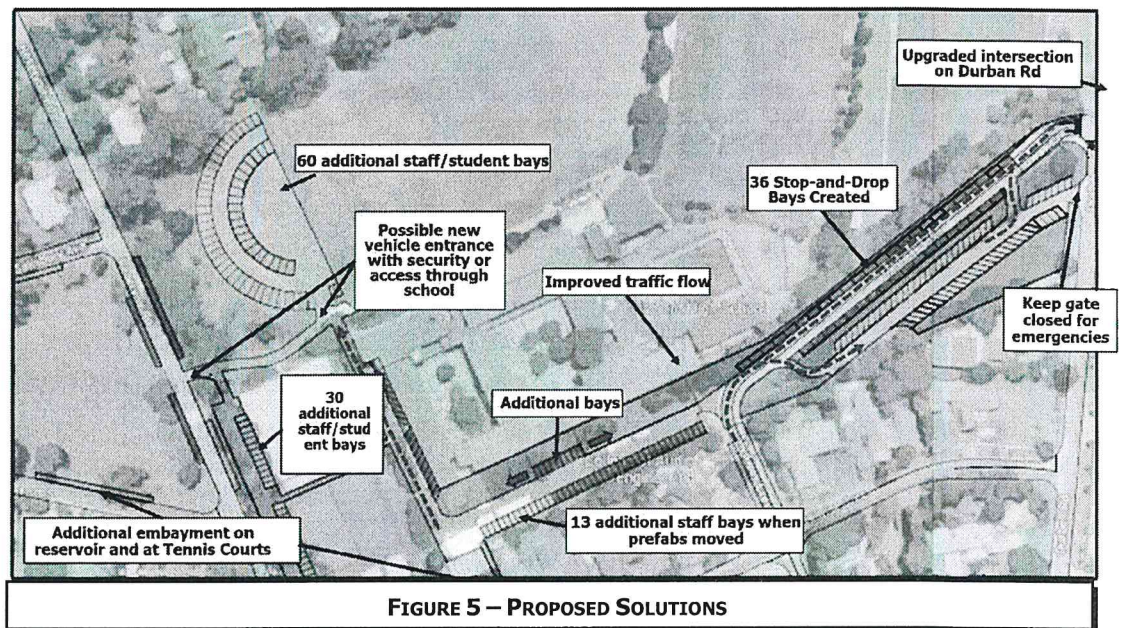 Upgraded intersection
on Durban Rd
60 additional staff/student bays
36 Stop-and-Drop
Bays Created
Possible new
vehicle entrance
with security or
access through
school
Improved traffic flow
Keep gate
closed for
emergencies
30
additional
staff/stud
ent bays
Additional bays
Additional embayment on
reservoir and at Tennis Courts
13 additional staff bays when
prefabs moved
FIGURE 5 – PROPOSED SOLUTIONS